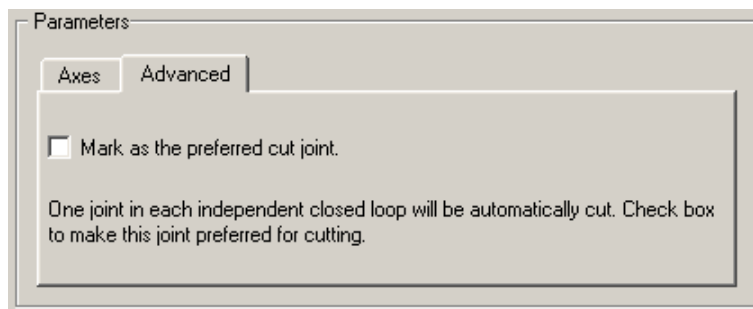 Parameters
Axes Advanced
Mark as the preferred cut joint.
One joint in each independent closed loop will be automatically cut. Check box
to make this joint preferred for cutting.